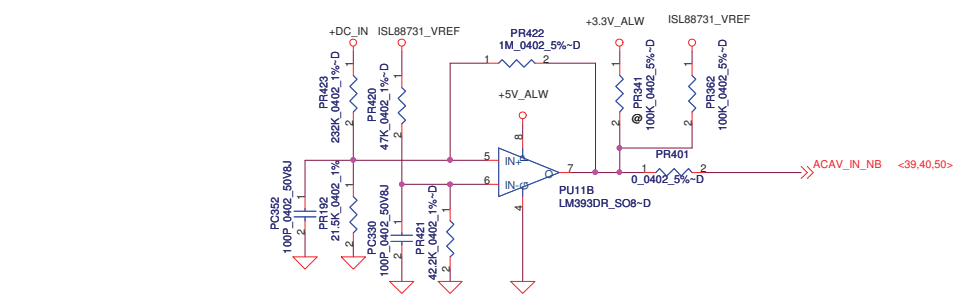 +DC_IN
ISL88731_VREF
PR422
1M_0402_5%~D
1
2
+3.3V_ALW
ISL88731_VREF
1
PR423
232K_0402_1%~D
2
1
PR420
47K_0402_1%~D
2
+5V_ALW
8
1
PR341
100K_0402_5%~D
@
2
1
PR362
100K_0402_5%~D
2
5
IN+
P
6
IN-
G
O
7
4
PU11B
LM393DR_SO8~D
PR401
1
2
0_0402_5%~D
ACAV_IN_NB
<39,40,50>
1
PC352
100P_0402_50V8J
2
1
PR192
21.5K_0402_1%
2
1
PC330
100P_0402_50V8J
2
1
PR421
42.2K_0402_1%~D
2